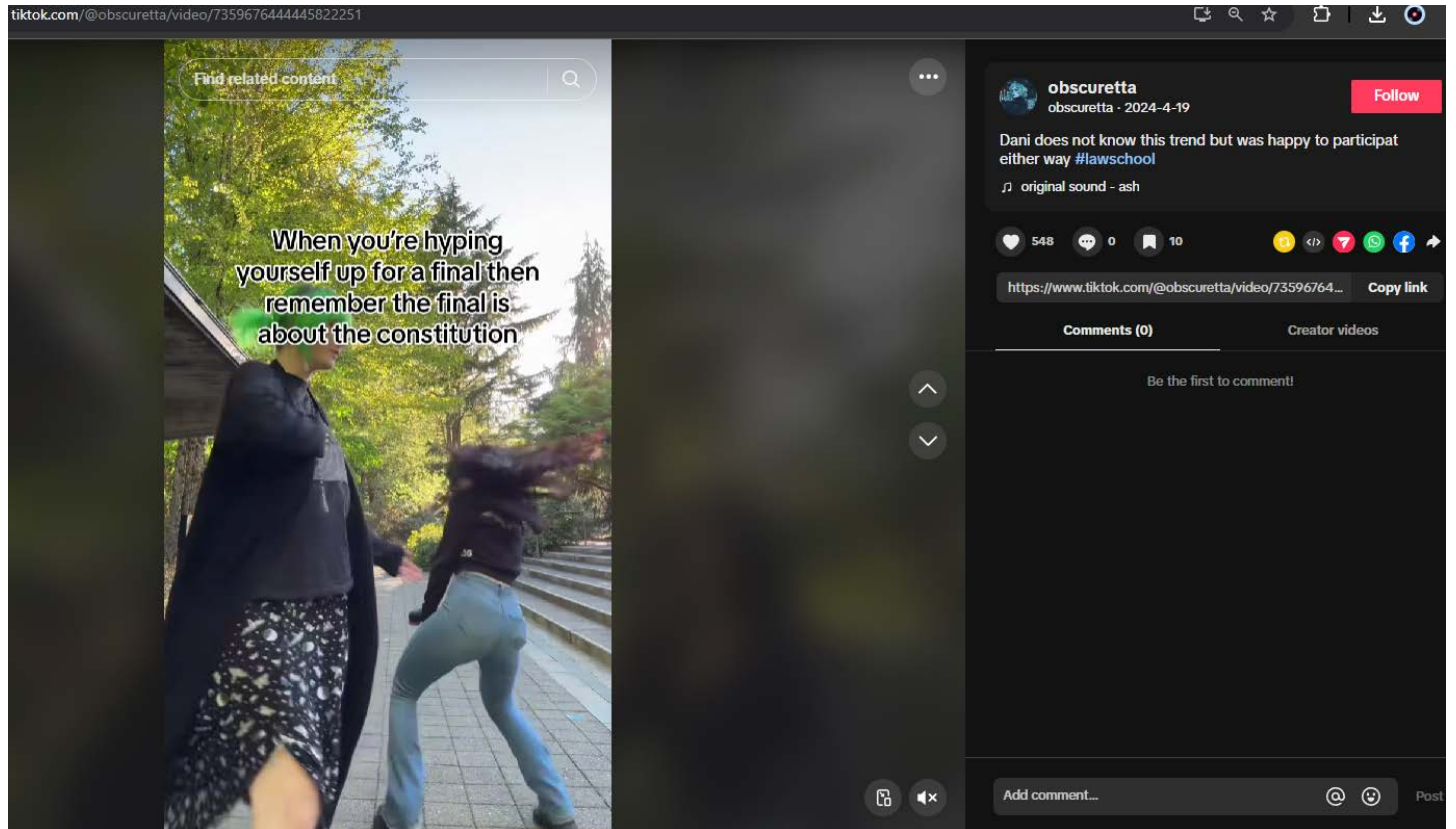 tiktok.com/@obscuretta/video/7359676444445822251
Find related content
When you're hyping
yourself up for a final then
remember the final is
about the constitution
obscuretta
obscuretta · 2024-4-19
Follow
Dani does not know this trend but was happy to participat
either way #lawschool
original sound - ash
548
0
10
https://www.tiktok.com/@obscuretta/video/73596764...
Copy link
Comments (0)
Creator videos
Be the first to comment!
Add comment...
Post